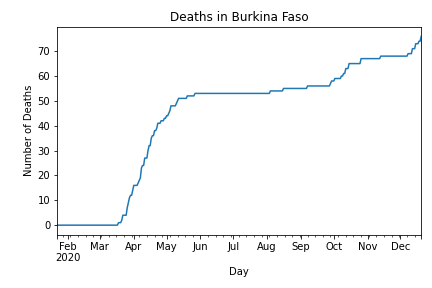 Deaths in Burkina Faso
Number of Deaths
70
60
50
40
30
20
10
0
Feb Mar Apr May Jun Jul Aug Sep Oct Nov Dec
2020
Day